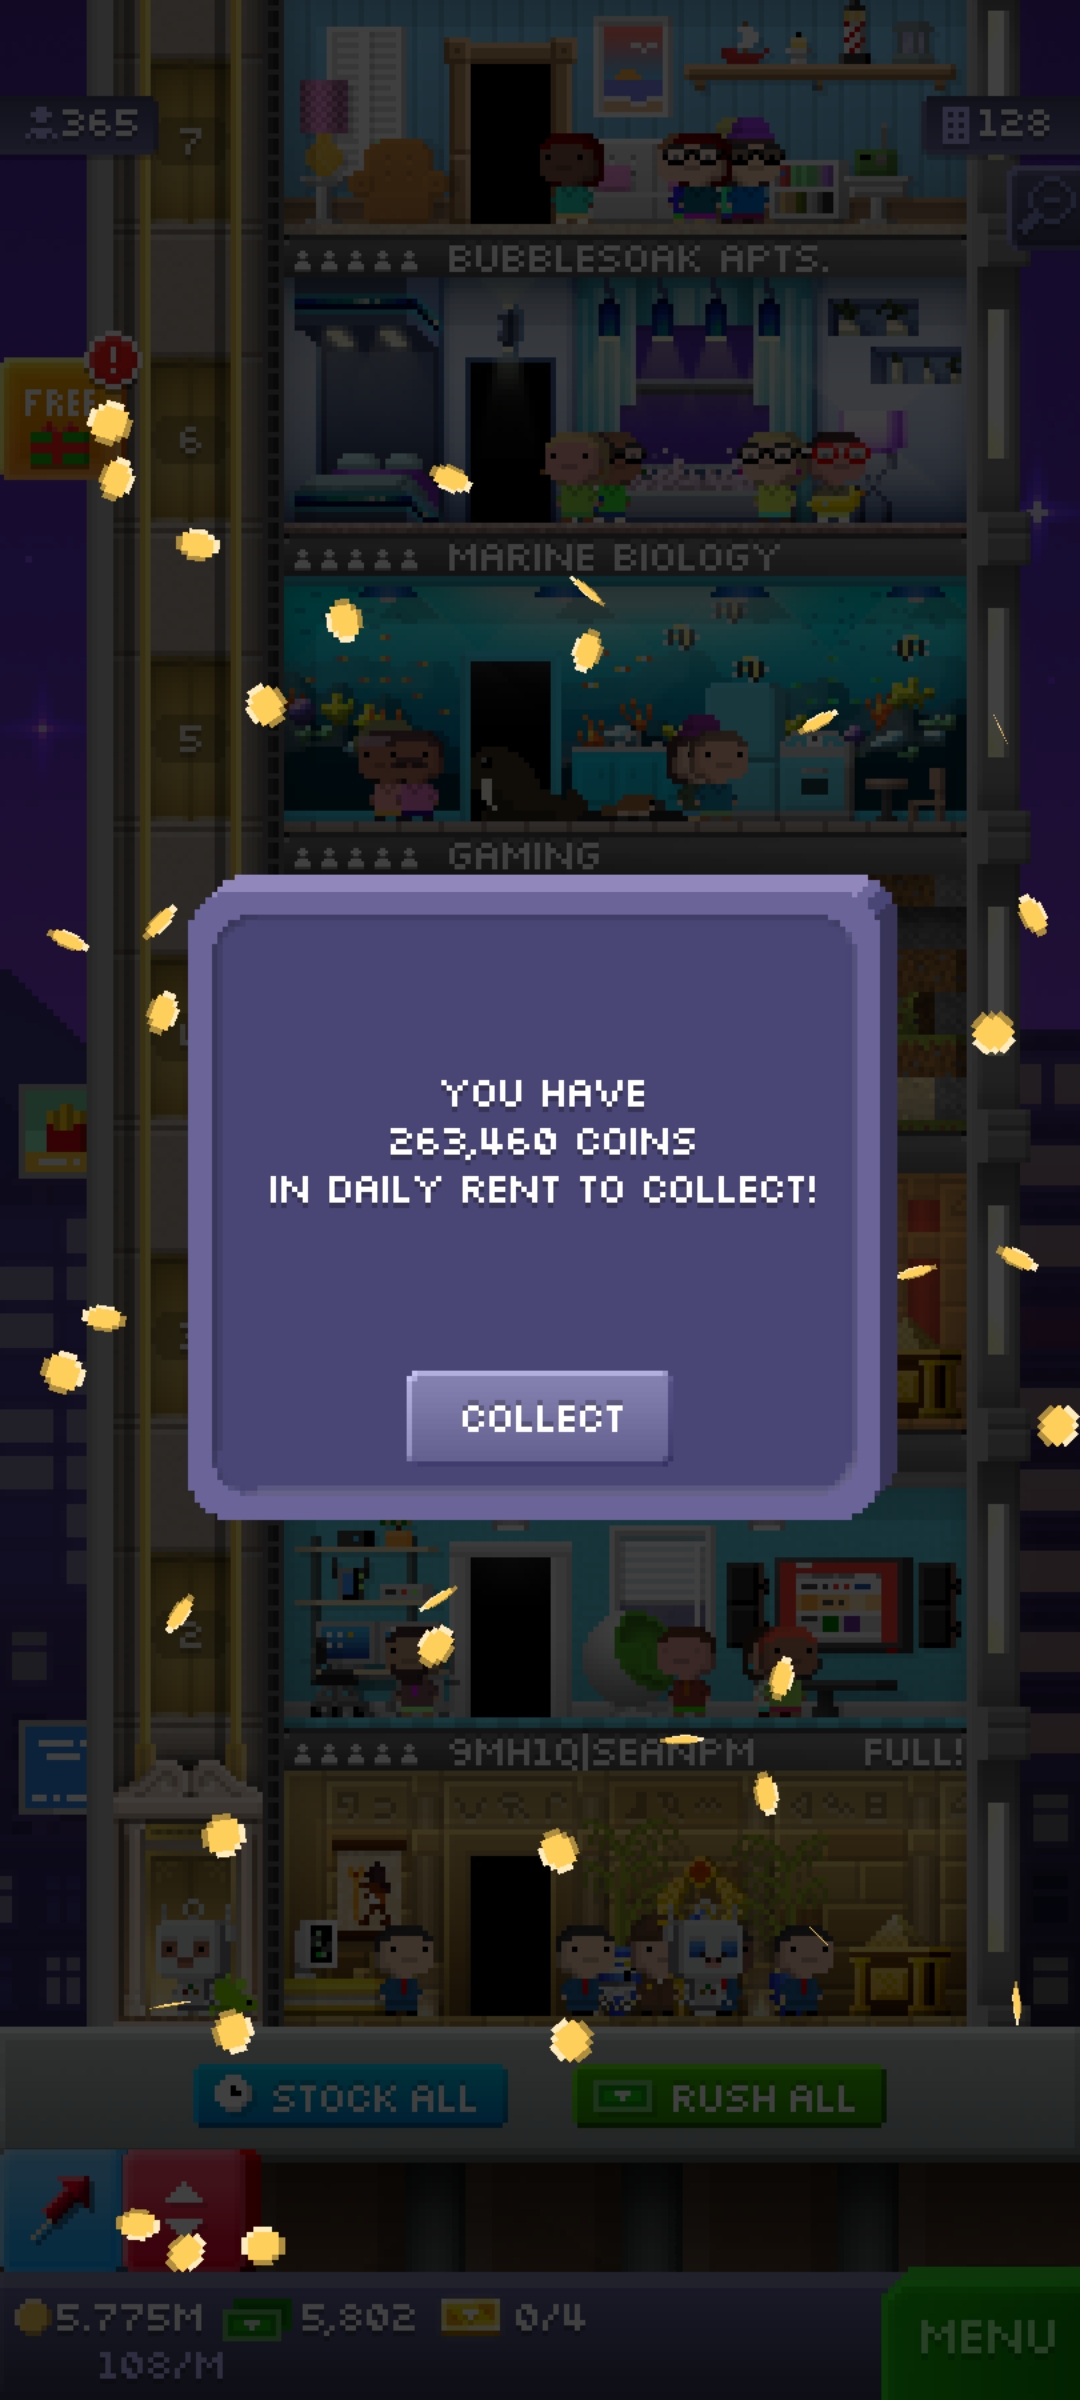 365
7
128
BUBBLESOAK APTS.
FREE
!
6
MARINE BIOLOGY
5
GAMING
YOU HAVE
263,460 COINS
IN DAILY RENT TO COLLECT!
COLLECT
2
9MH1Q|SEANPM
FULL!
STOCK ALL
RUSH ALL
5.775M
5,802
0/4
108/M
MENU